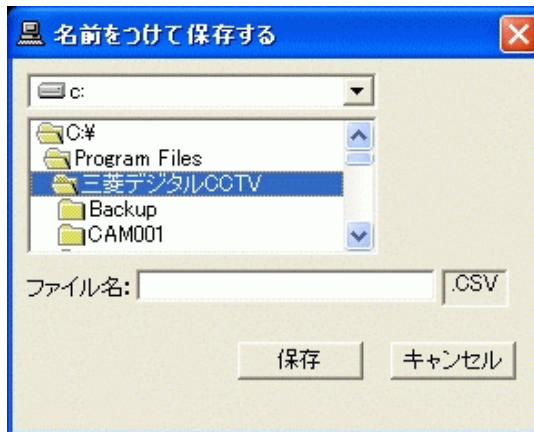 名前をつけて保存する
c:
C:¥
Program Files
三菱デジタルCCTV
Backup
CAM001
ファイル名:
.CSV
保存 キャンセル